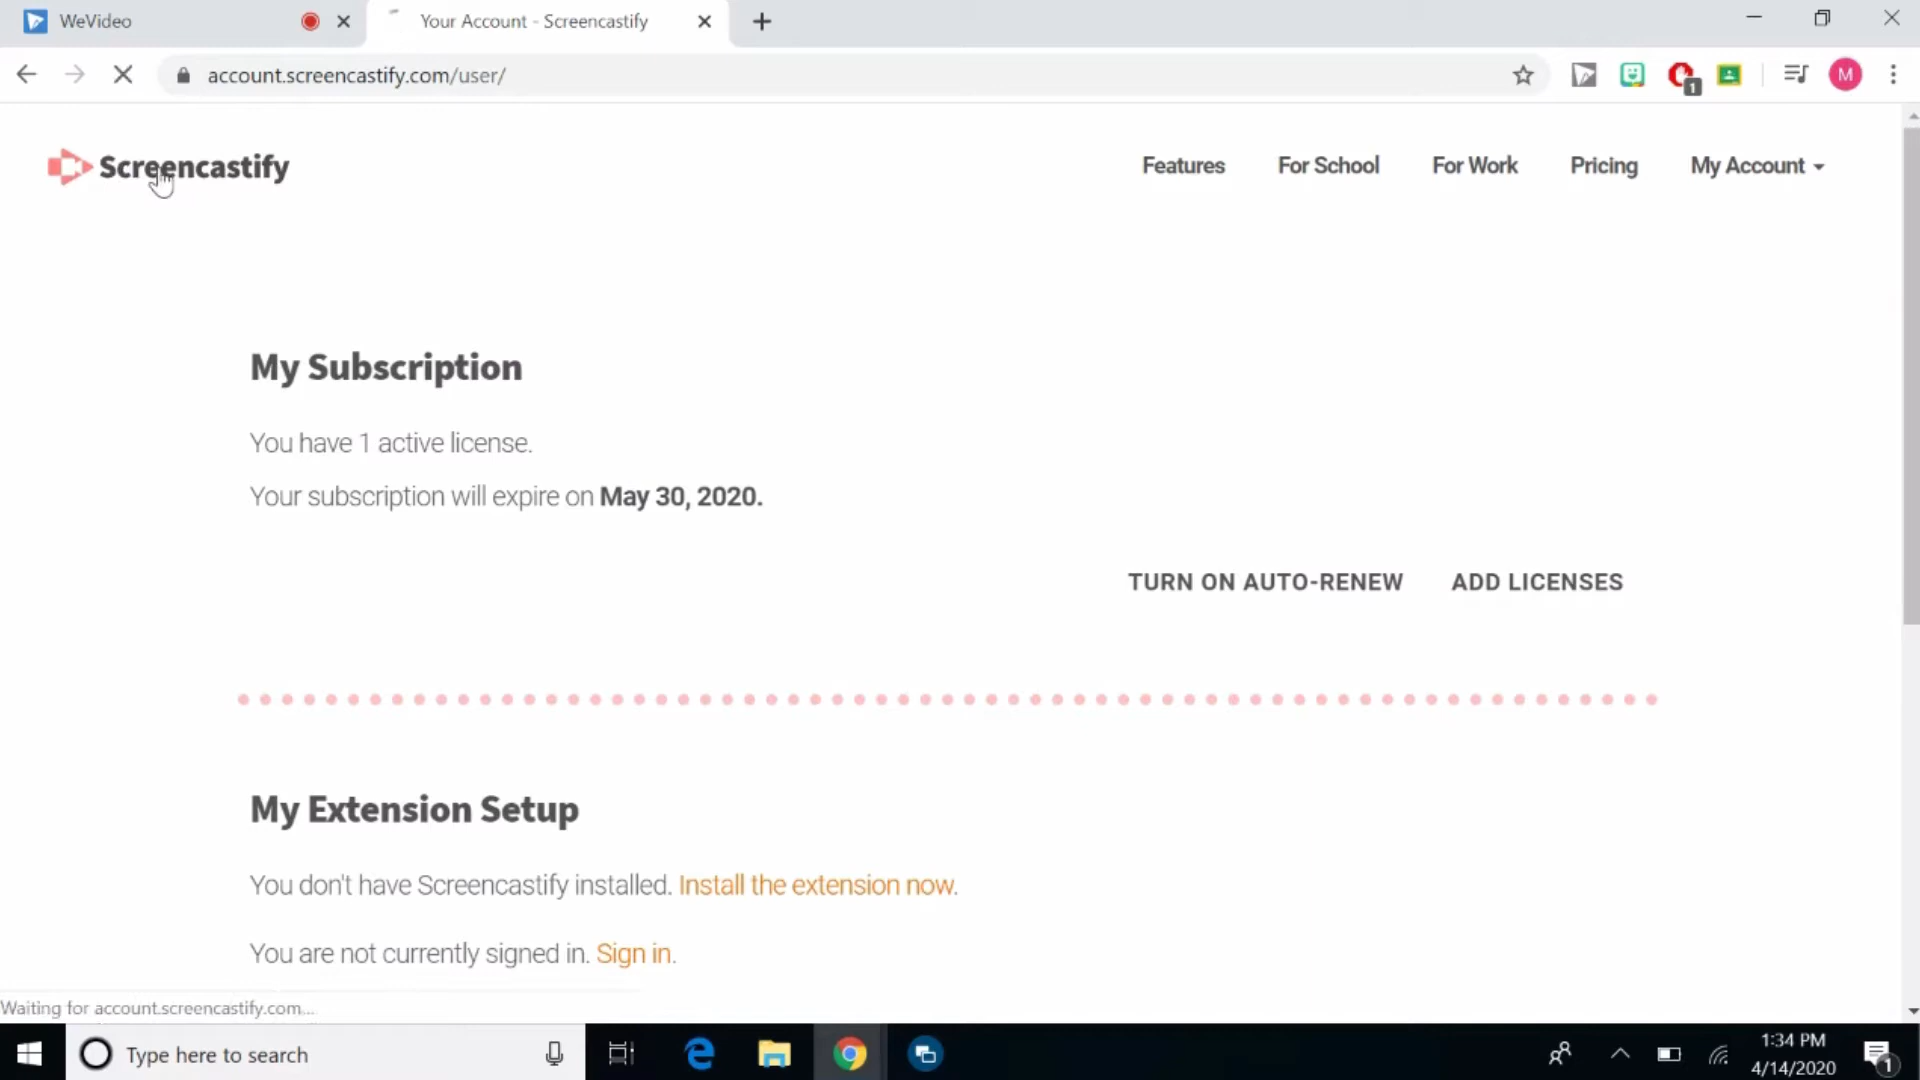 WeVideo
Your Account - Screencastify
account.screencastify.com/user/
1
M
Screencastify
Features
For School
For Work
Pricing
My Account
My Subscription
You have 1 active license.
Your subscription will expire on May 30, 2020.
TURN ON AUTO-RENEW
ADD LICENSES
My Extension Setup
You don't have Screencastify installed. Install the extension now.
You are not currently signed in. Sign in.
Waiting for account.screencastify.com...
Type here to search
1:34 PM
4/14/2020
1